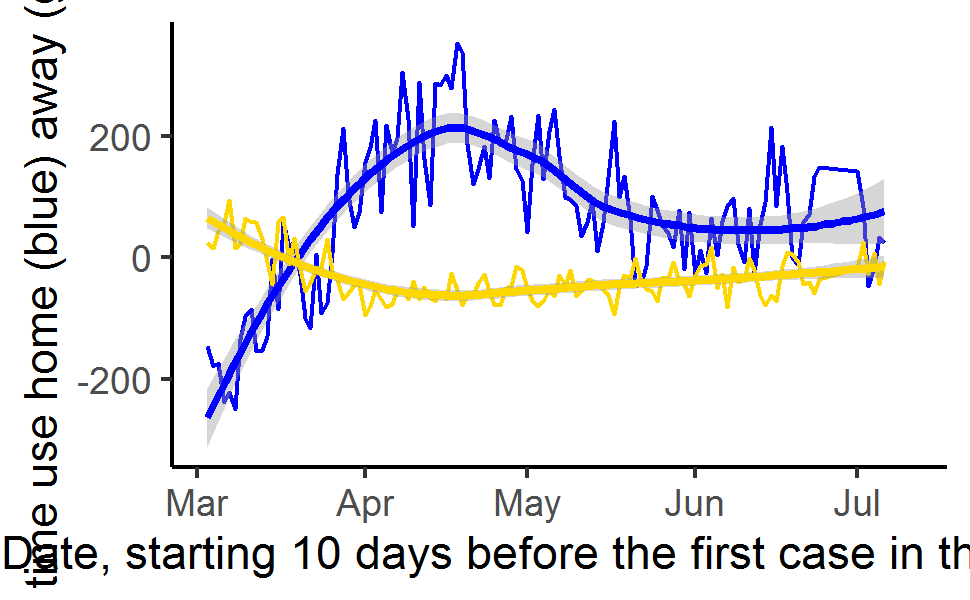 time use home (blue) away (
200
0
-200
Mar Apr May Jun Jul
Date, starting 10 days before the first case in th